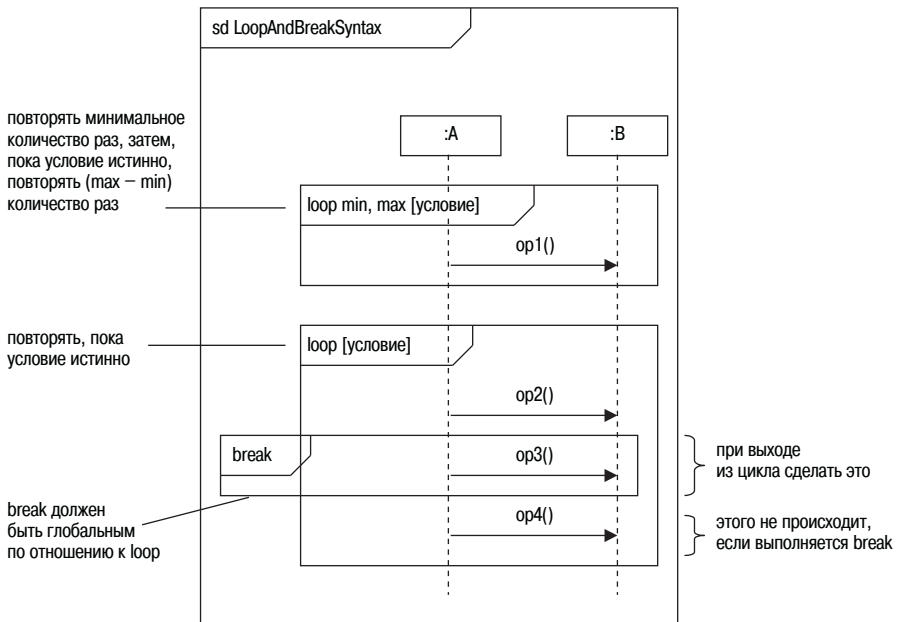 sd LoopAndBreakSyntax
повторять минимальное
количество раз, затем,
пока условие истинно,
повторять (max – min)
количество раз
:A
:B
loop min, max [условие]
op1()
повторять, пока
условие истинно
loop [условие]
op2()
break
op3()
при выходе
из цикла сделать это
break должен
быть глобальным
по отношению к loop
op4()
этого не происходит,
если выполняется break